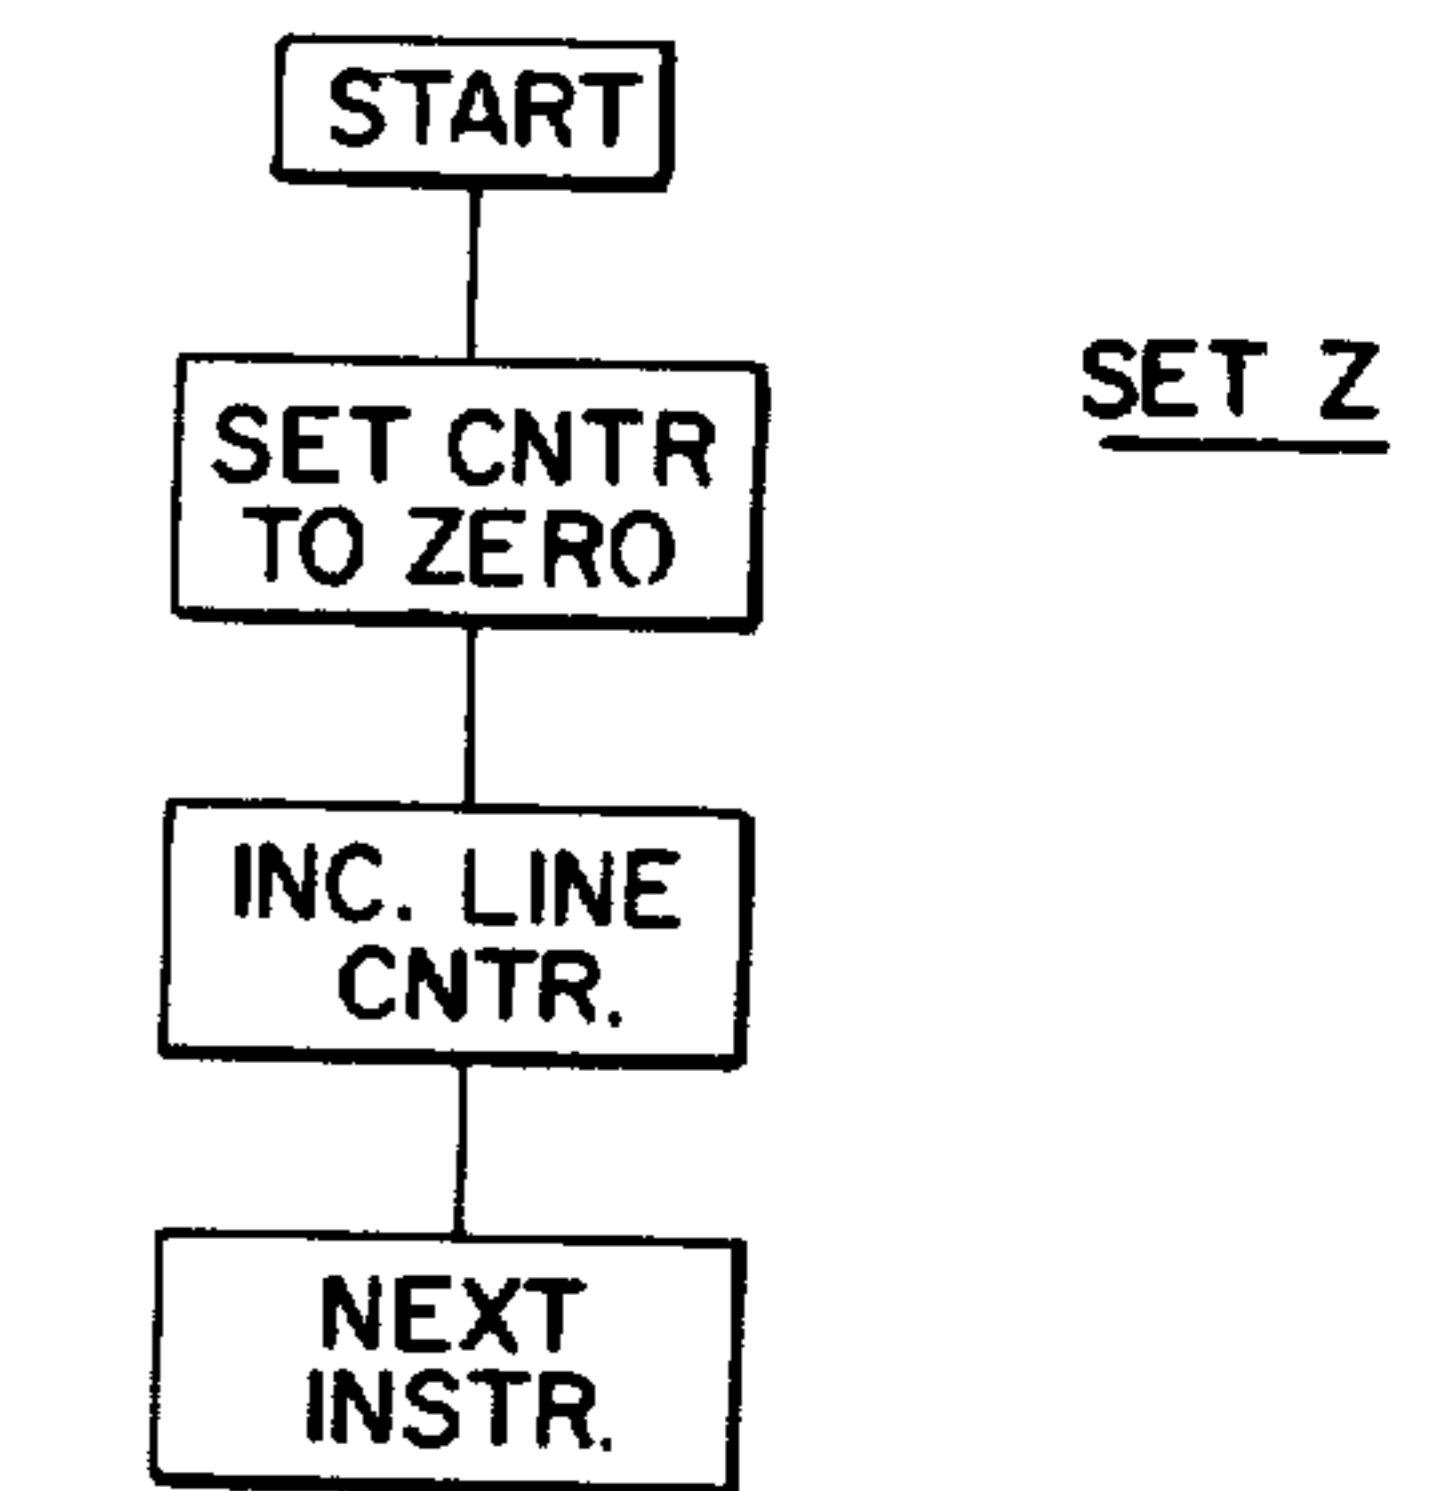 START
SET CNTR
TO ZERO
SET Z
INC. LINE
CNTR.
NEXT
INSTR.